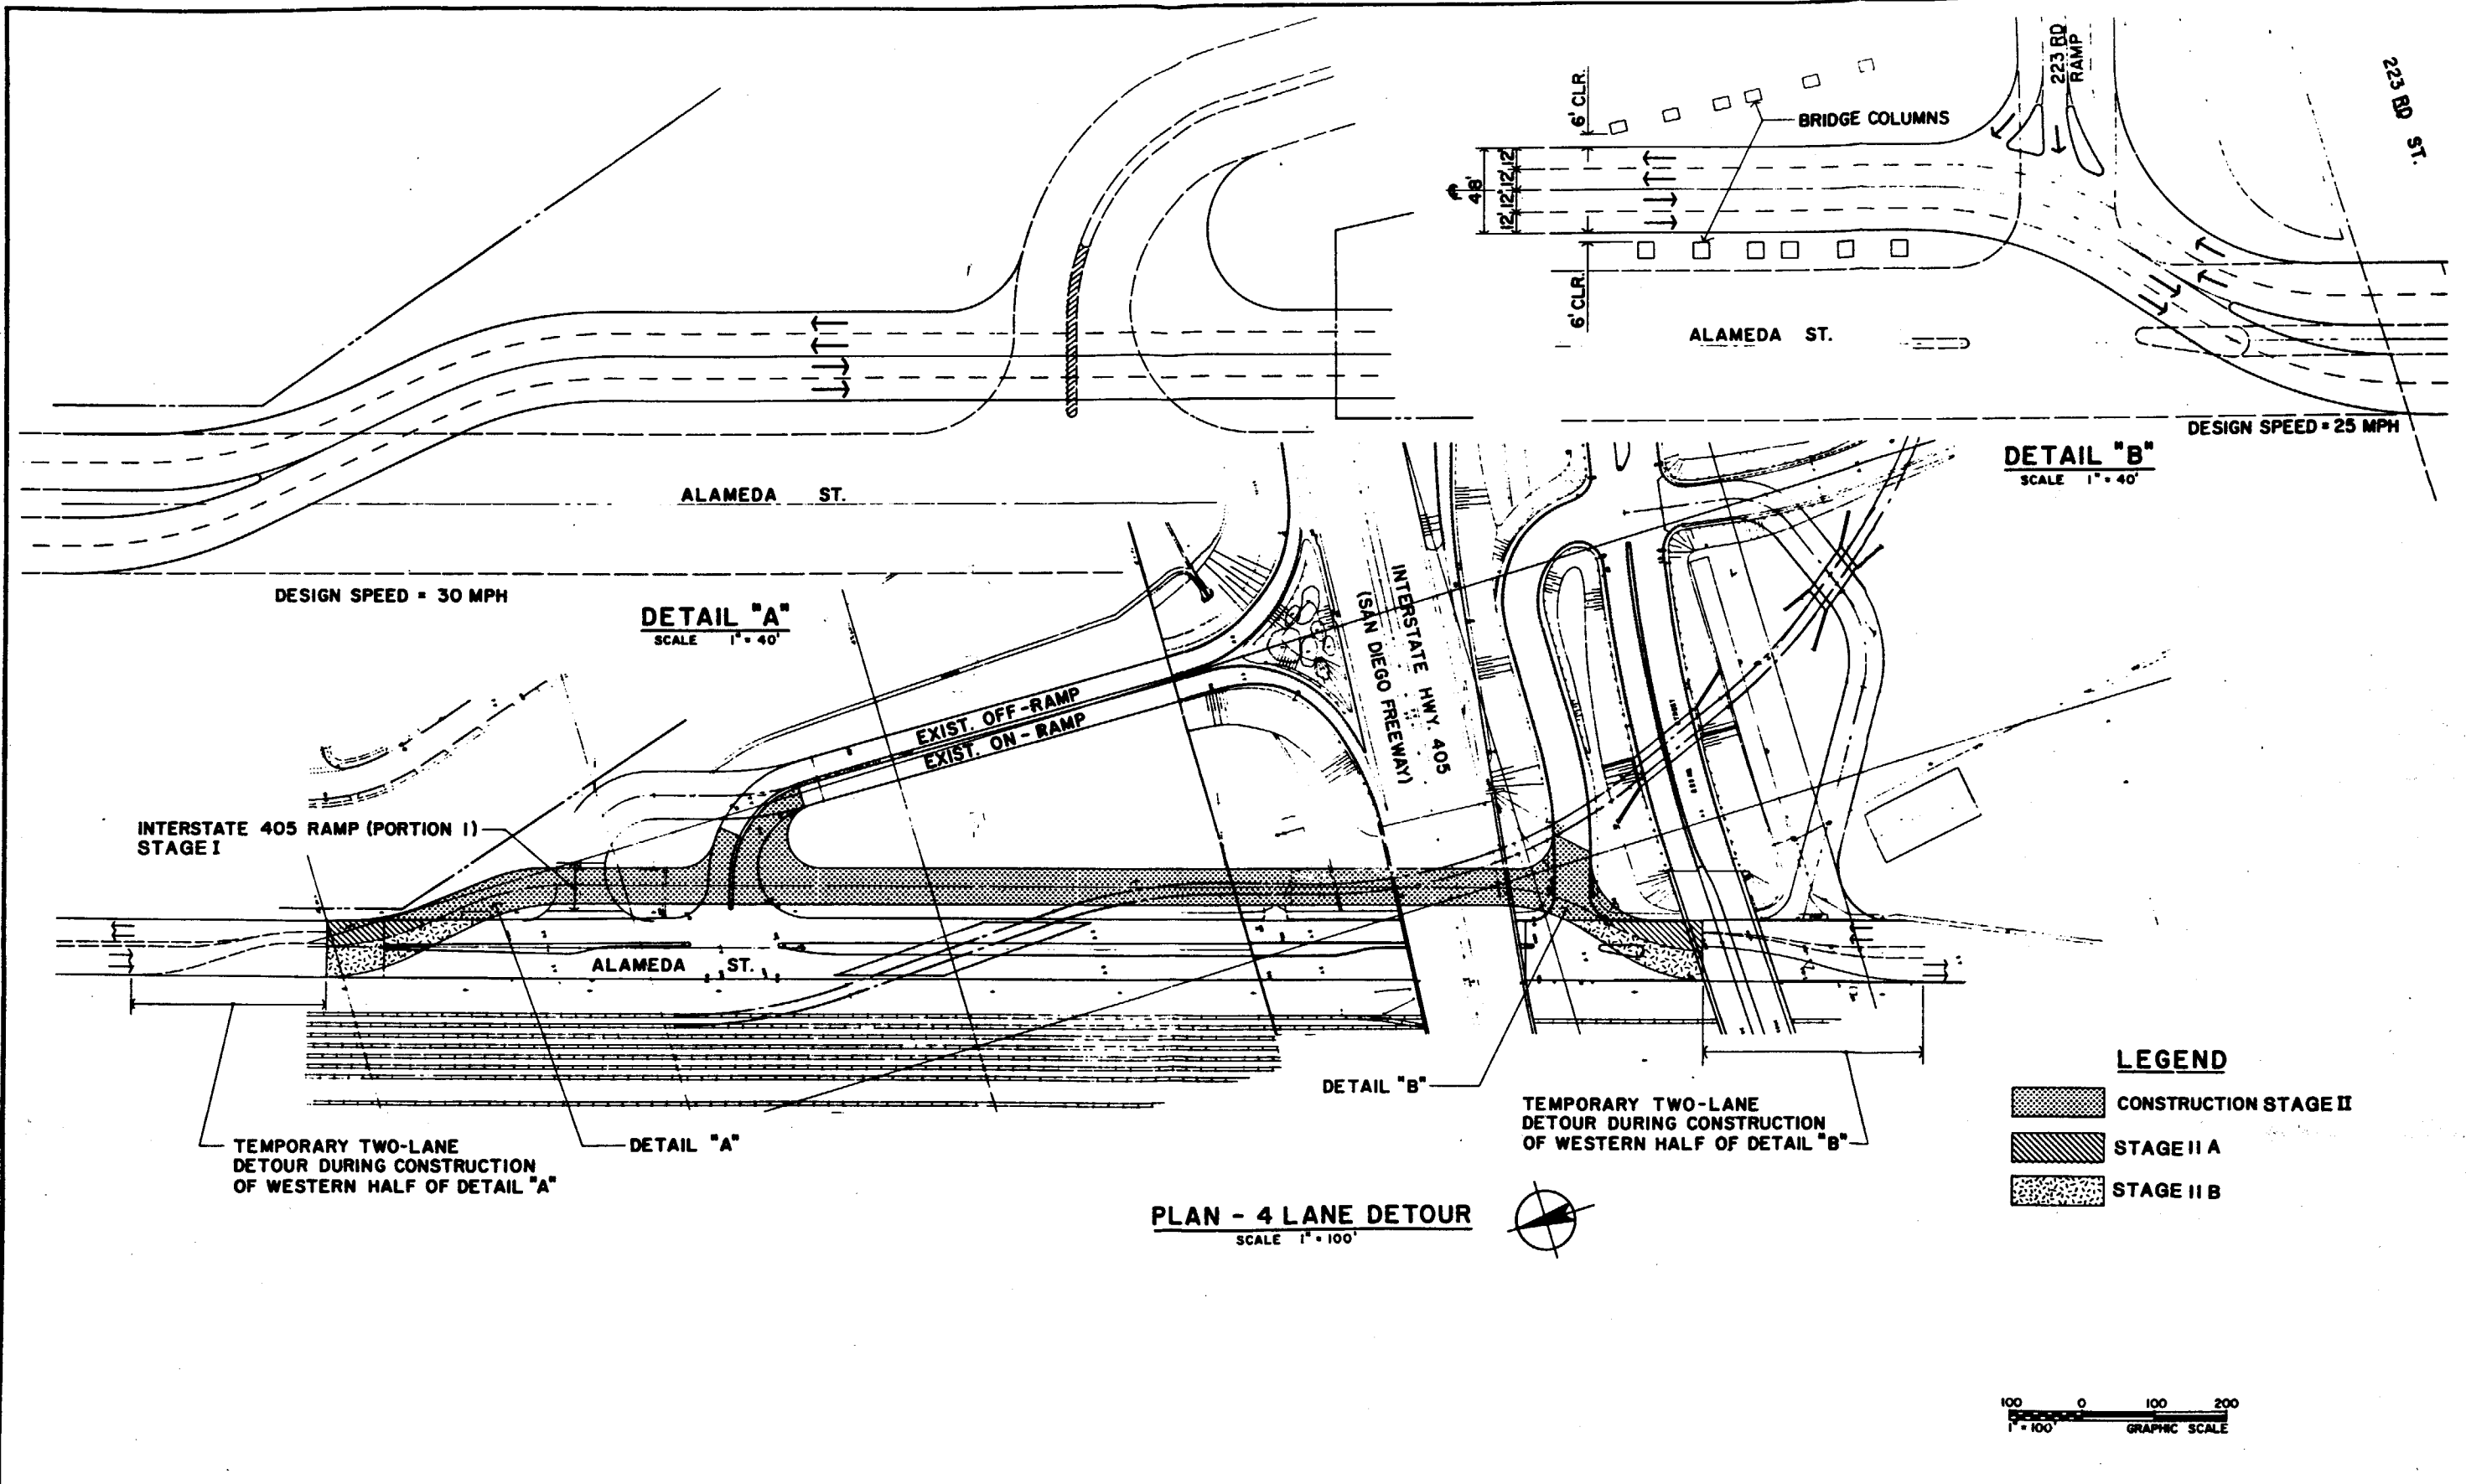 223 RD
RAMP
223 RD ST.
6' CLR.
BRIDGE COLUMNS
48'
12' 12' 12' 12'
6' CLR.
ALAMEDA ST.
DESIGN SPEED = 25 MPH
DETAIL "B"
SCALE 1" = 40'
ALAMEDA ST.
DESIGN SPEED = 30 MPH
DETAIL "A"
SCALE 1" = 40'
INTERSTATE HWY. 405
(SAN DIEGO FREEWAY)
EXIST. OFF-RAMP
EXIST. ON-RAMP
INTERSTATE 405 RAMP (PORTION 1)
STAGE I
ALAMEDA ST.
DETAIL "B"
TEMPORARY TWO-LANE
DETOUR DURING CONSTRUCTION
OF WESTERN HALF OF DETAIL "B"
TEMPORARY TWO-LANE
DETOUR DURING CONSTRUCTION
OF WESTERN HALF OF DETAIL "A"
DETAIL "A"
LEGEND
CONSTRUCTION STAGE II
STAGE II A
STAGE II B
PLAN - 4 LANE DETOUR
SCALE 1" = 100'
100 0 100 200
1" = 100' GRAPHIC SCALE